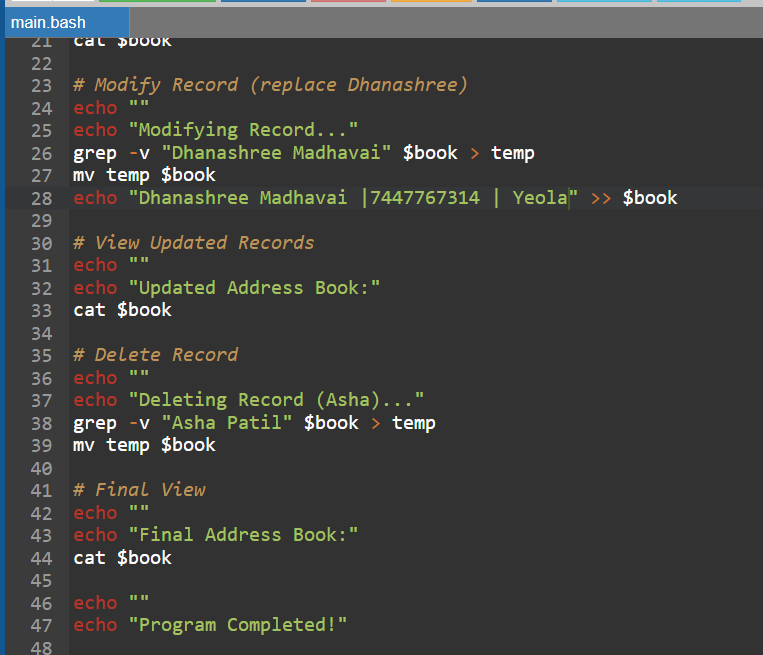 main.bash
21 cat $book
22
23 # Modify Record (replace Dhanashree)
24 echo ""
25 echo "Modifying Record..."
26 grep -v "Dhanashree Madhavai" $book > temp
27 mv temp $book
28 echo "Dhanashree Madhavai |7447767314 | Yeola" >> $book
29
30 # View Updated Records
31 echo ""
32 echo "Updated Address Book:"
33 cat $book
34
35 # Delete Record
36 echo ""
37 echo "Deleting Record (Asha)..."
38 grep -v "Asha Patil" $book > temp
39 mv temp $book
40
41 # Final View
42 echo ""
43 echo "Final Address Book:"
44 cat $book
45
46 echo ""
47 echo "Program Completed!"
48